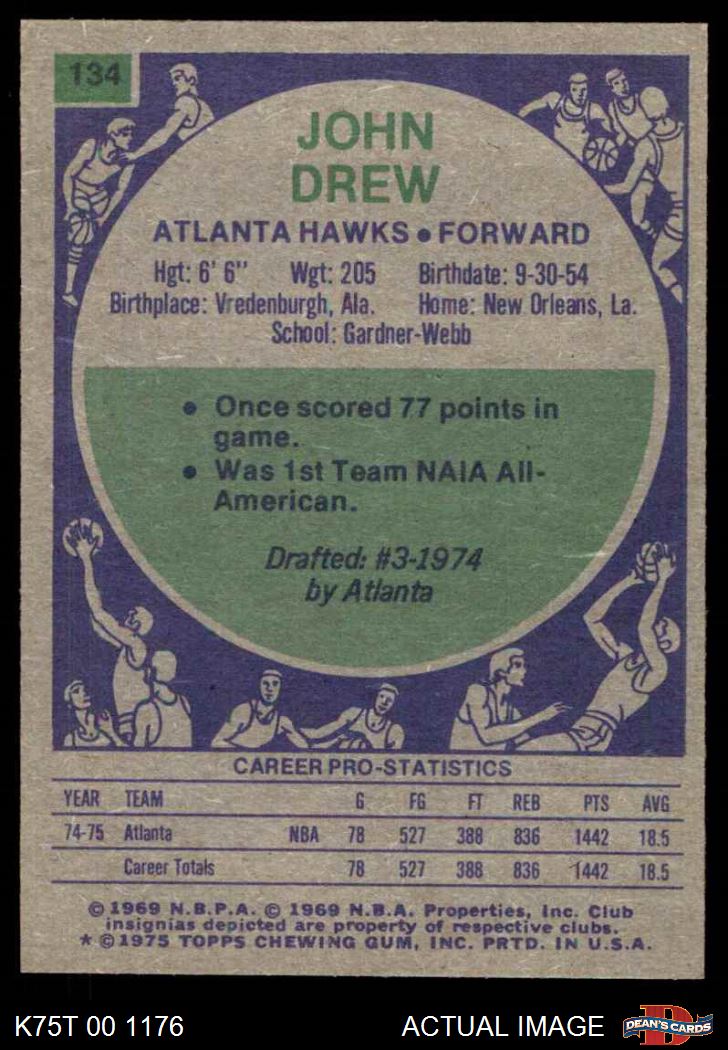 134
JOHN
DREW
ATLANTA HAWKS • FORWARD
Hgt: 6' 6" Wgt: 205 Birthdate: 9-30-54
Birthplace: Vredenburgh, Ala. Home: New Orleans, La.
School: Gardner-Webb
• Once scored 77 points in
game.
• Was 1st Team NAIA All-
American.
Drafted: #3-1974
by Atlanta
CAREER PRO-STATISTICS
YEAR TEAM G FG FT REB PTS AVG
74-75 Atlanta NBA 78 527 388 836 1442 18.5
Career Totals 78 527 388 836 1442 18.5
© 1969 N.B.P.A. © 1969 N.B.A. Properties, Inc. Club
insignias depicted are property of respective clubs.
* © 1975 TOPPS CHEWING GUM, INC. PRTD. IN U.S.A.
K75T 00 1176 ACTUAL IMAGE
D
DEAN'S CARDS